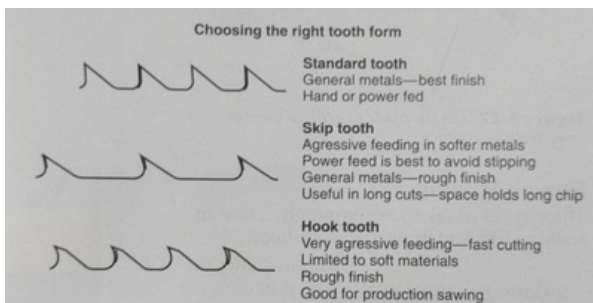 Choosing the right tooth form
Standard tooth
General metals—best finish
Hand or power fed
Skip tooth
Agressive feeding in softer metals
Power feed is best to avoid stipping
General metals—rough finish
Useful in long cuts—space holds long chip
Hook tooth
Very agressive feeding—fast cutting
Limited to soft materials
Rough finish
Good for production sawing